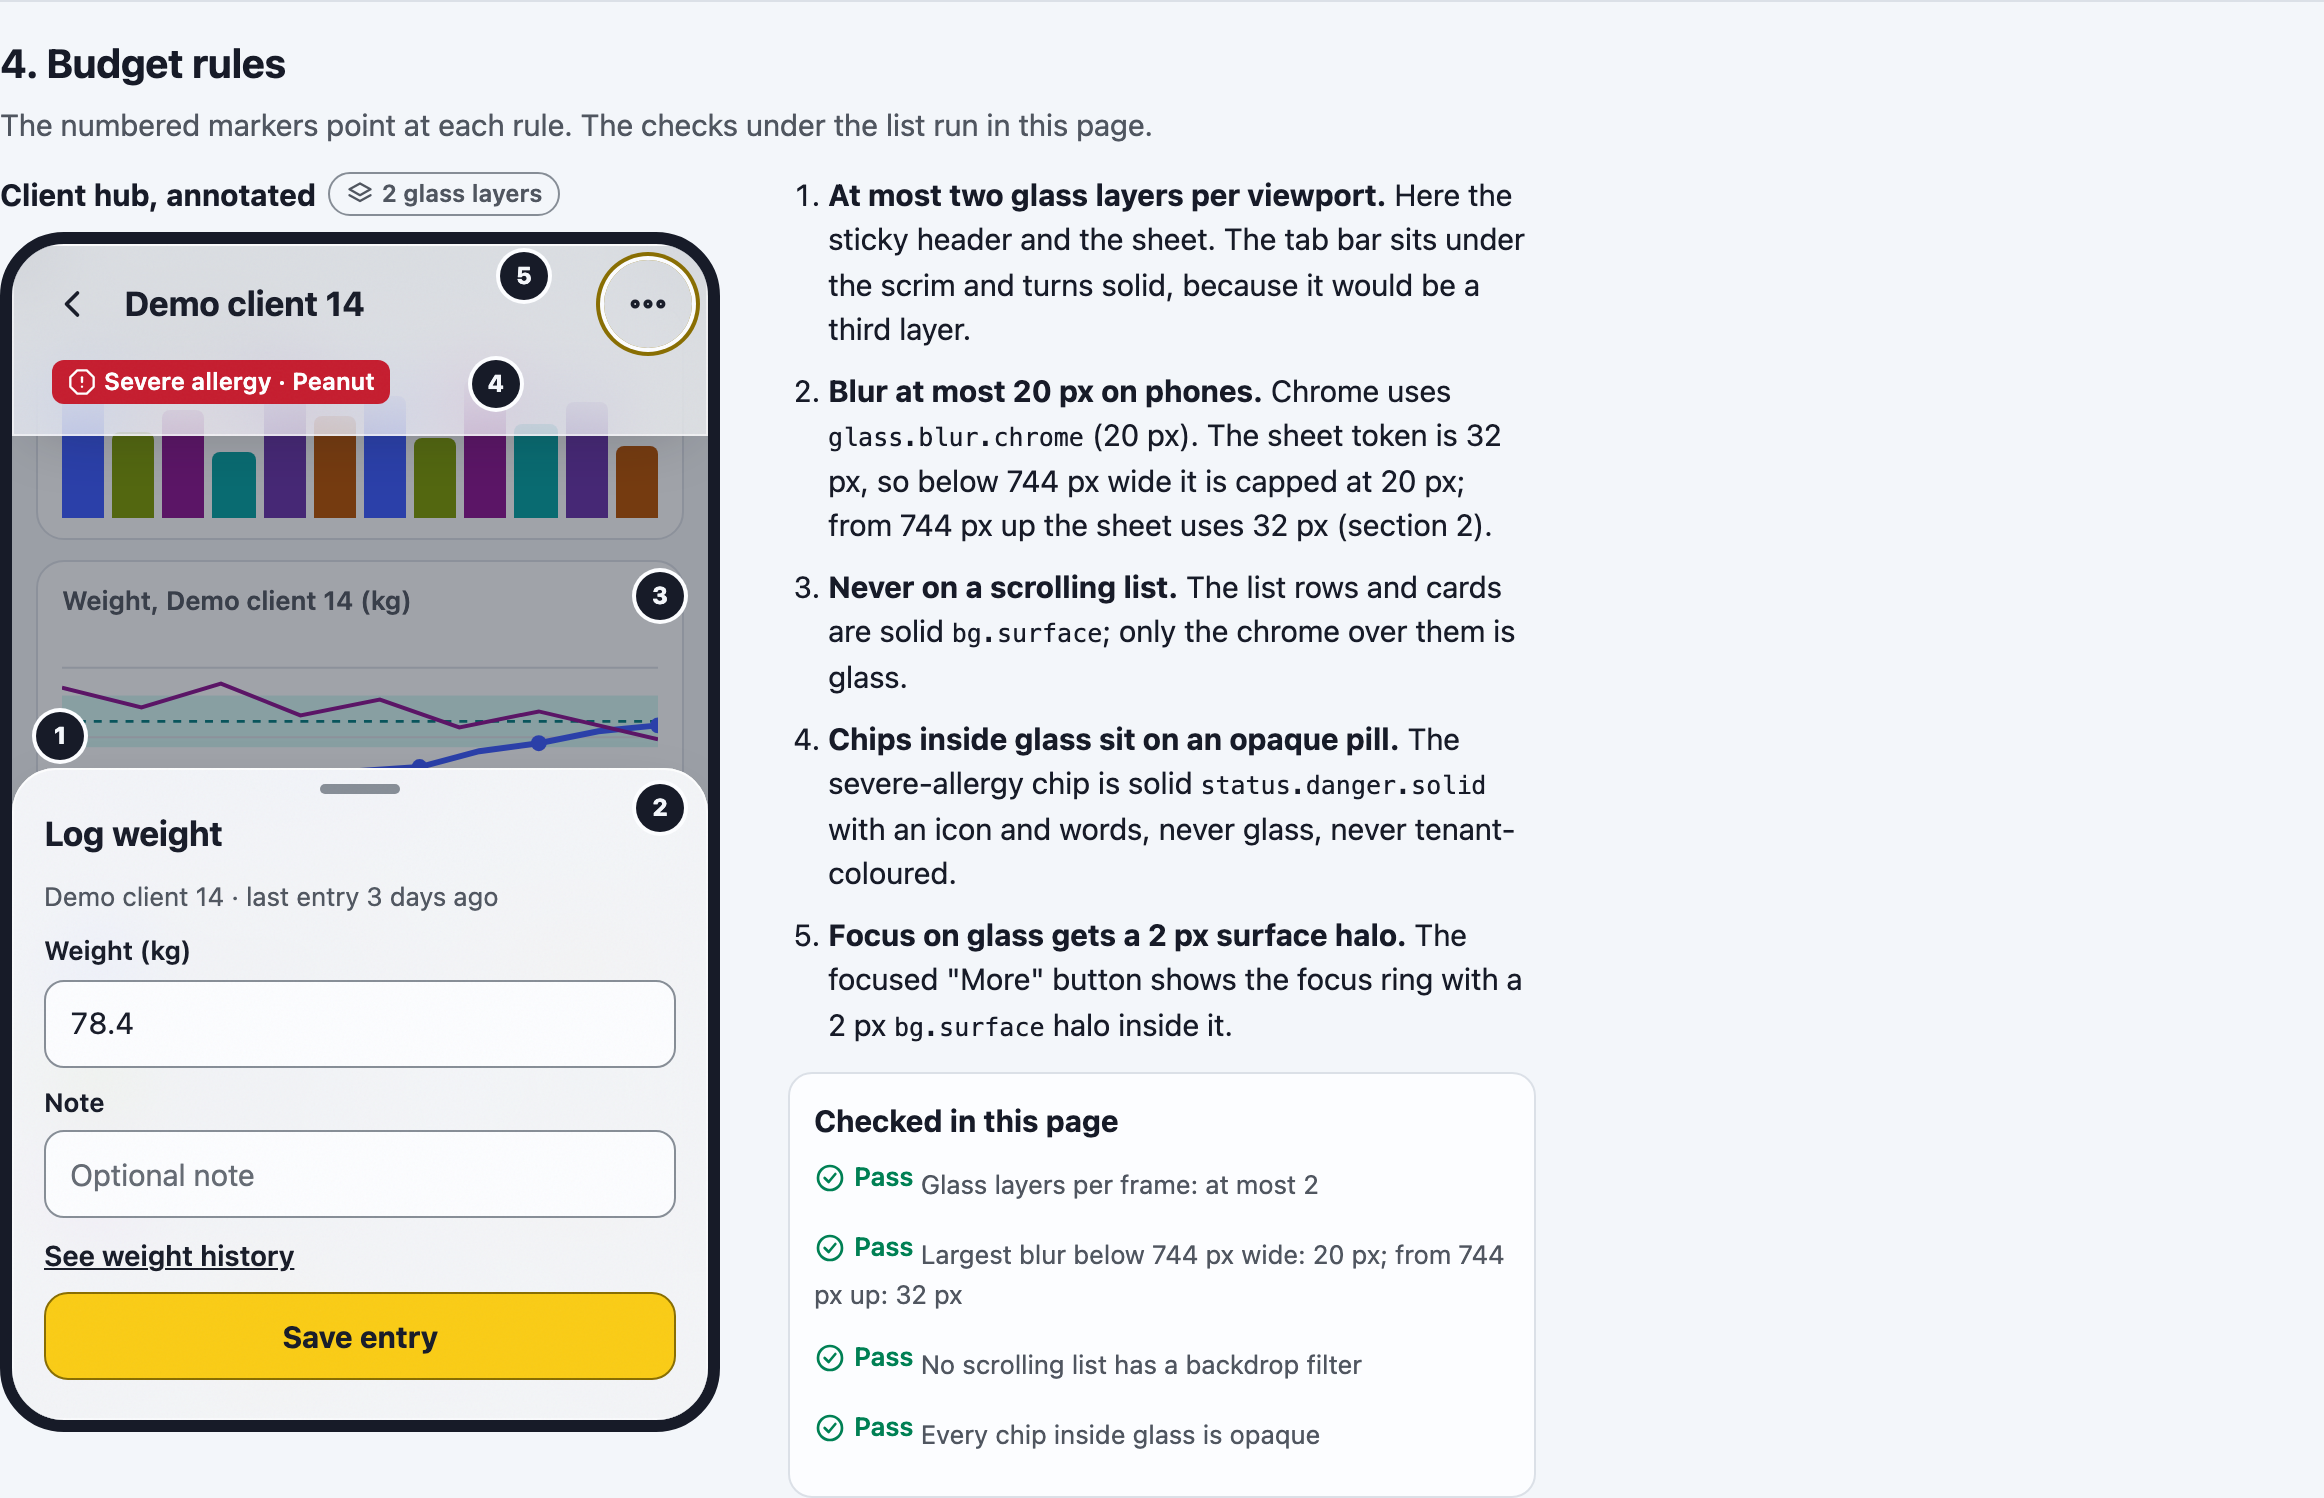 4. Budget rules
The numbered markers point at each rule. The checks under the list run in this page.
Client hub, annotated
2 glass layers
5
Demo client 14
Severe allergy · Peanut
4
Weight, Demo client 14 (kg)
3
1
2
Log weight
Demo client 14 · last entry 3 days ago
Weight (kg)
78.4
Note
Optional note
See weight history
Save entry
1. At most two glass layers per viewport. Here the
sticky header and the sheet. The tab bar sits under
the scrim and turns solid, because it would be a
third layer.
2. Blur at most 20 px on phones. Chrome uses
glass.blur.chrome (20 px). The sheet token is 32
px, so below 744 px wide it is capped at 20 px;
from 744 px up the sheet uses 32 px (section 2).
3. Never on a scrolling list. The list rows and cards
are solid bg.surface; only the chrome over them is
glass.
4. Chips inside glass sit on an opaque pill. The
severe-allergy chip is solid status.danger.solid
with an icon and words, never glass, never tenant-
coloured.
5. Focus on glass gets a 2 px surface halo. The
focused "More" button shows the focus ring with a
2 px bg.surface halo inside it.
Checked in this page
Pass Glass layers per frame: at most 2
Pass Largest blur below 744 px wide: 20 px; from 744
px up: 32 px
Pass No scrolling list has a backdrop filter
Pass Every chip inside glass is opaque